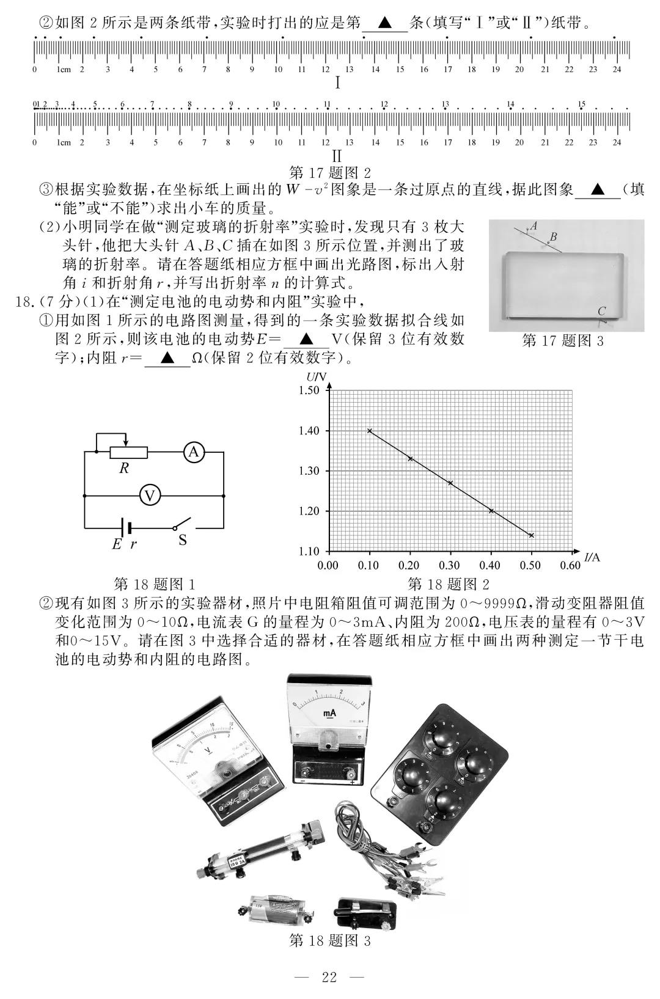 ②如图 2 所示是两条纸带,实验时打出的应是第 ▲ 条(填写“Ⅰ”或“Ⅱ”)纸带。
0 1cm 2 3 4 5 6 7 8 9 10 11 12 13 14 15 16 17 18 19 20 21 22 23 24
Ⅰ
0 1 2 3 4 5 6 7 8 9 10 11 12 13 14 15
0 1cm 2 3 4 5 6 7 8 9 10 11 12 13 14 15 16 17 18 19 20 21 22 23 24
Ⅱ
第 17 题图 2
③根据实验数据,在坐标纸上画出的 W -v²图象是一条过原点的直线,据此图象 ▲ (填
“能”或“不能”)求出小车的质量。
(2)小明同学在做“测定玻璃的折射率”实验时,发现只有 3 枚大
头针,他把大头针 A、B、C 插在如图 3 所示位置,并测出了玻
璃的折射率。请在答题纸相应方框中画出光路图,标出入射
角 i 和折射角 r,并写出折射率 n 的计算式。
A
B
C
第 17 题图 3
18.(7 分)(1)在“测定电池的电动势和内阻”实验中,
①用如图 1 所示的电路图测量,得到的一条实验数据拟合线如
图 2 所示,则该电池的电动势E= ▲ V(保留 3 位有效数
字);内阻 r= ▲ Ω(保留 2 位有效数字)。
R
A
V
E r
S
第 18 题图 1
U/V
1.50
1.40
1.30
1.20
1.10
0.00 0.10 0.20 0.30 0.40 0.50 0.60
I/A
第 18 题图 2
②现有如图 3 所示的实验器材,照片中电阻箱阻值可调范围为 0～9999Ω,滑动变阻器阻值
变化范围为 0～10Ω,电流表 G 的量程为 0～3mA、内阻为 200Ω,电压表的量程有 0～3V
和0～15V。请在图 3 中选择合适的器材,在答题纸相应方框中画出两种测定一节干电
池的电动势和内阻的电路图。
0 1 2 3
mA
− +
5 10 15
V
X100
X10
X1
1.5V
第 18 题图 3
— 22 —